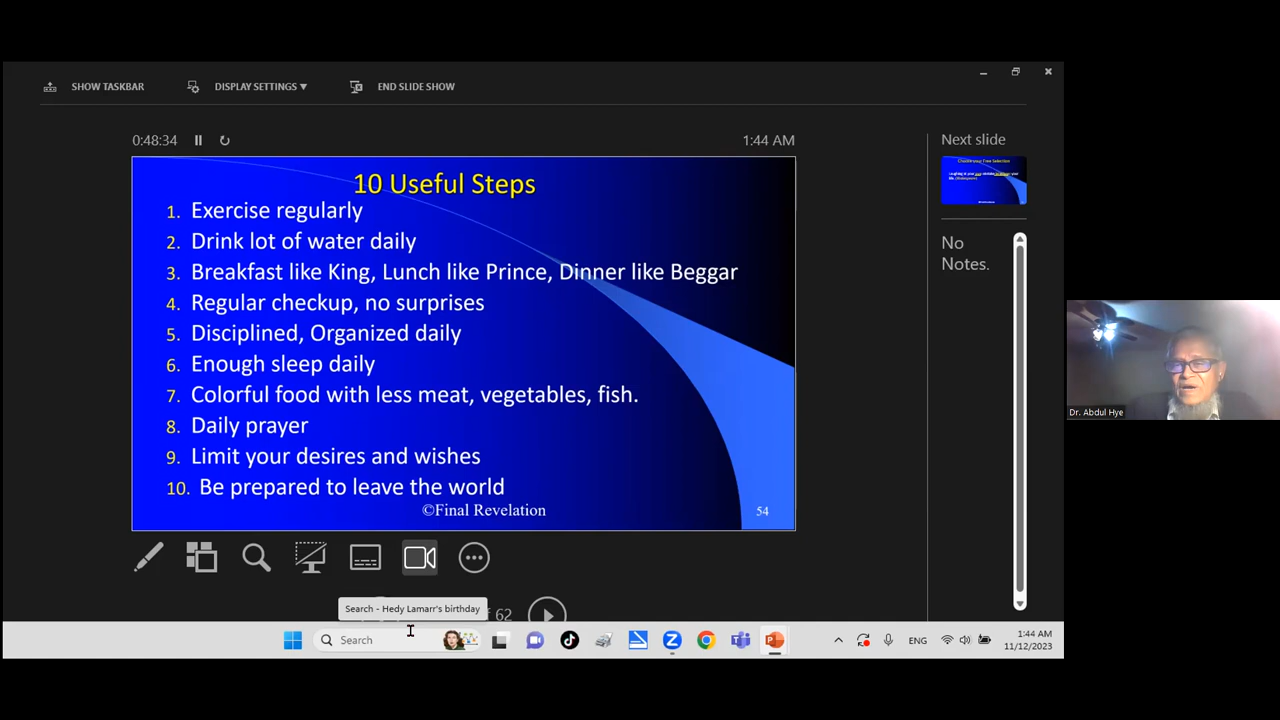 SHOW TASKBAR
DISPLAY SETTINGS ▼
END SLIDE SHOW
0:48:34
1:44 AM
Next slide
10 Useful Steps
1. Exercise regularly
2. Drink lot of water daily
3. Breakfast like King, Lunch like Prince, Dinner like Beggar
4. Regular checkup, no surprises
5. Disciplined, Organized daily
6. Enough sleep daily
7. Colorful food with less meat, vegetables, fish.
8. Daily prayer
9. Limit your desires and wishes
10. Be prepared to leave the world
©Final Revelation
54
No
Notes.
Dr. Abdul Hye
Search - Hedy Lamarr's birthday
62
Search
ENG
1:44 AM
11/12/2023